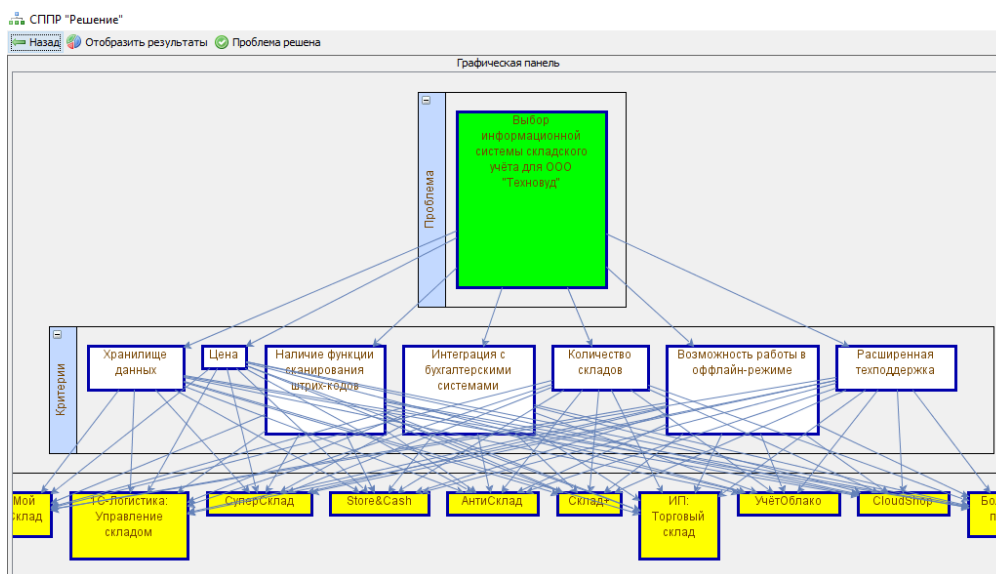 СППР "Решение"
Назад Отобразить результаты Проблема решена
Графическая панель
Проблема
Выбор
информационной
системы складского
учёта для ООО
"Техновуд"
Критерии
Хранилище
данных
Цена
Наличие функции
сканирования
штрих-кодов
Интеграция с
бухгалтерскими
системами
Количество
складов
Возможность работы в
оффлайн-режиме
Расширенная
техподдержка
Мой
Склад
1С-Логистика:
Управление
складом
СуперСклад
Store&Cash
АнтиСклад
Склад+
ИП:
Торговый
склад
УчётОблако
CloudShop